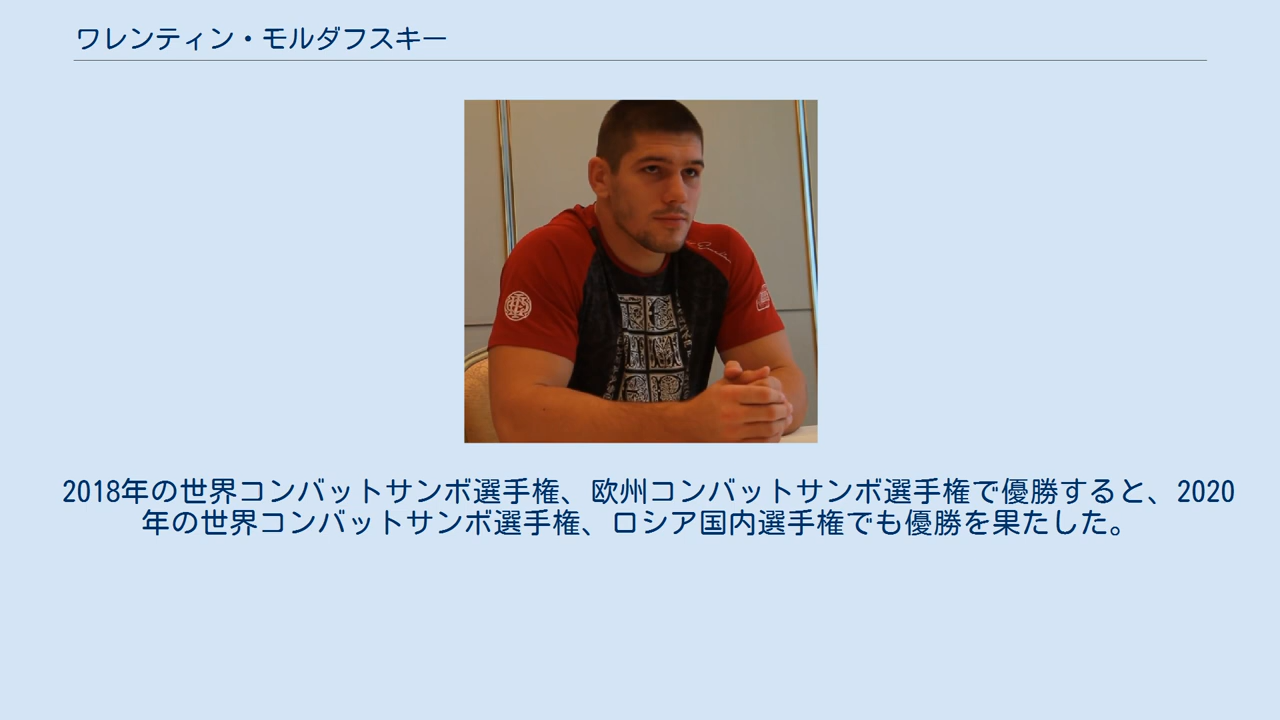 ワレンティン・モルダフスキー
2018年の世界コンバットサンボ選手権、欧州コンバットサンボ選手権で優勝すると、2020
年の世界コンバットサンボ選手権、ロシア国内選手権でも優勝を果たした。